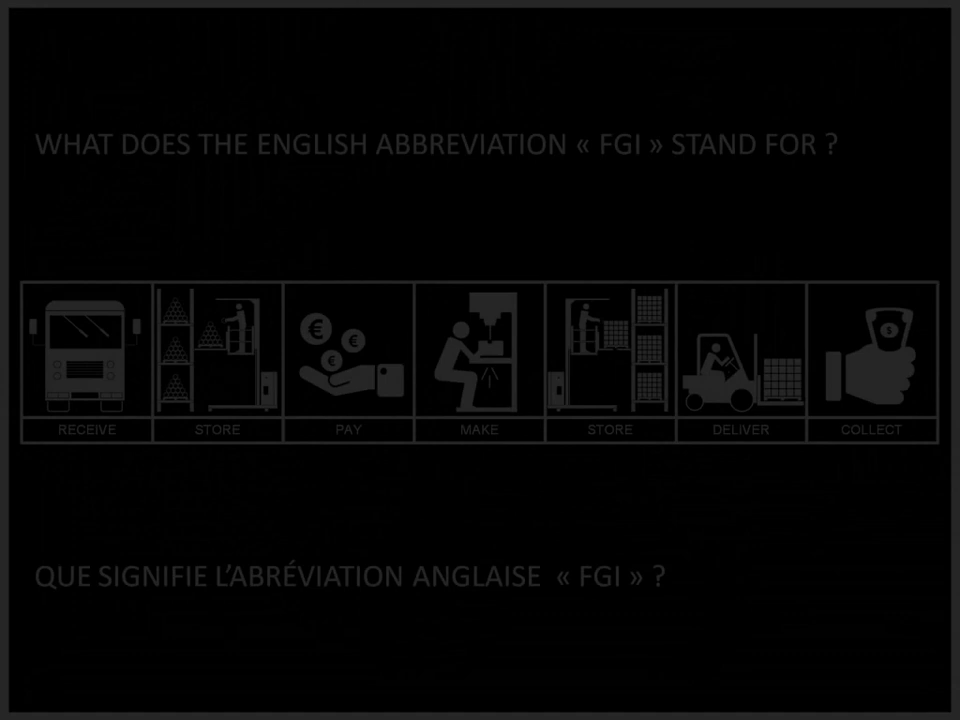 WHAT DOES THE ENGLISH ABBREVIATION « FGI » STAND FOR ?
€ € € $
RECEIVE STORE PAY MAKE STORE DELIVER COLLECT
QUE SIGNIFIE L’ABRÉVIATION ANGLAISE « FGI » ?